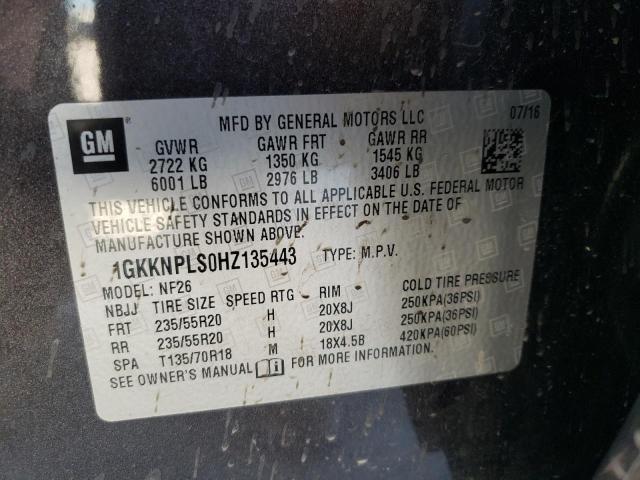 GM
MFD BY GENERAL MOTORS LLC 07/16
GVWR GAWR FRT GAWR RR
2722 KG 1350 KG 1545 KG
6001 LB 2976 LB 3406 LB
THIS VEHICLE CONFORMS TO ALL APPLICABLE U.S. FEDERAL MOTOR
VEHICLE SAFETY STANDARDS IN EFFECT ON THE DATE OF
MANUFACTURE SHOWN ABOVE.
1GKKNPLS0HZ135443 TYPE: M.P.V.
MODEL: NF26
NBJJ TIRE SIZE SPEED RTG RIM COLD TIRE PRESSURE
FRT 235/55R20 H 20X8J 250KPA(36PSI)
RR 235/55R20 H 20X8J 250KPA(36PSI)
SPA T135/70R18 M 18X4.5B 420KPA(60PSI)
SEE OWNER'S MANUAL FOR MORE INFORMATION.